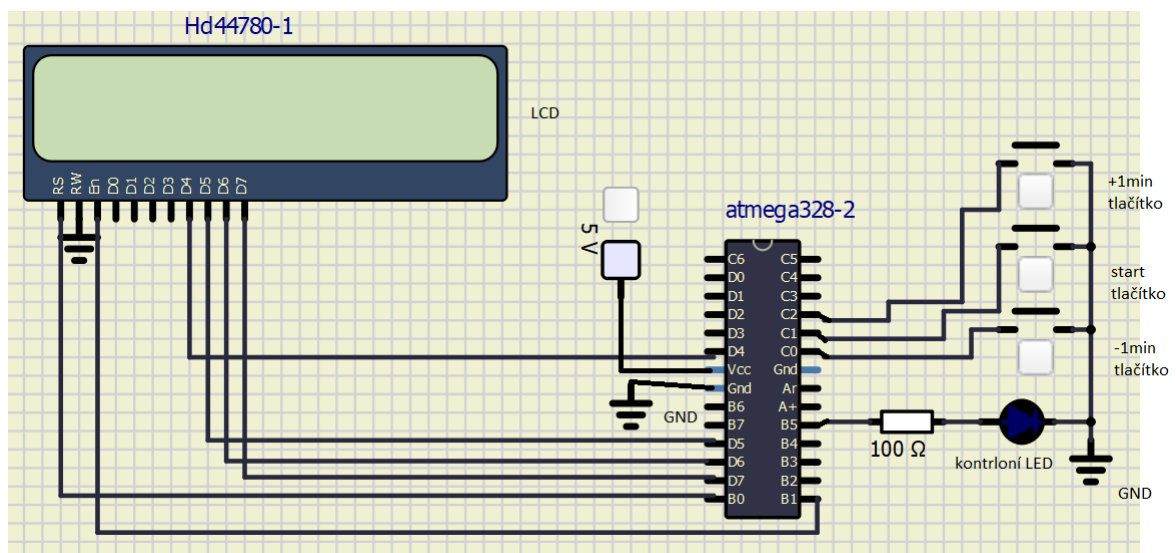 Hd44780-1
LCD
RS
RW
En
D0
D1
D2
D3
D4
D5
D6
D7
5 V
atmega328-2
C6
D0
D1
D2
D3
D4
Vcc
Gnd
B6
B7
D5
D6
D7
B0
C5
C4
C3
C2
C1
C0
Gnd
Ar
A+
B5
B4
B3
B2
B1
GND
+1min
tlačítko
start
tlačítko
-1min
tlačítko
100 Ω
kontrloní LED
GND